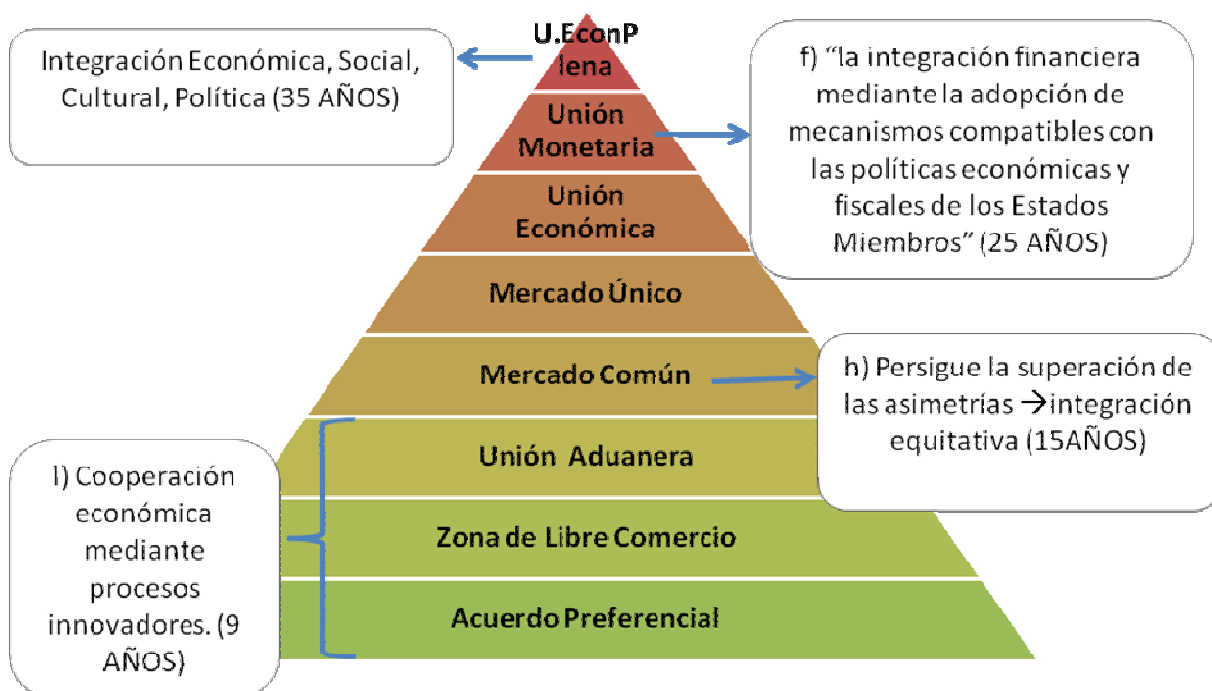 Integración Económica, Social,
Cultural, Política (35 AÑOS)
U.EconP
lena
Unión
Monetaria
f) “la integración financiera
mediante la adopción de
mecanismos compatibles con
las políticas económicas y
fiscales de los Estados
Miembros” (25 AÑOS)
Unión
Económica
Mercado Único
Mercado Común
h) Persigue la superación de
las asimetrías →integración
equitativa (15AÑOS)
Unión Aduanera
l) Cooperación
económica
mediante
procesos
innovadores. (9
AÑOS)
Zona de Libre Comercio
Acuerdo Preferencial